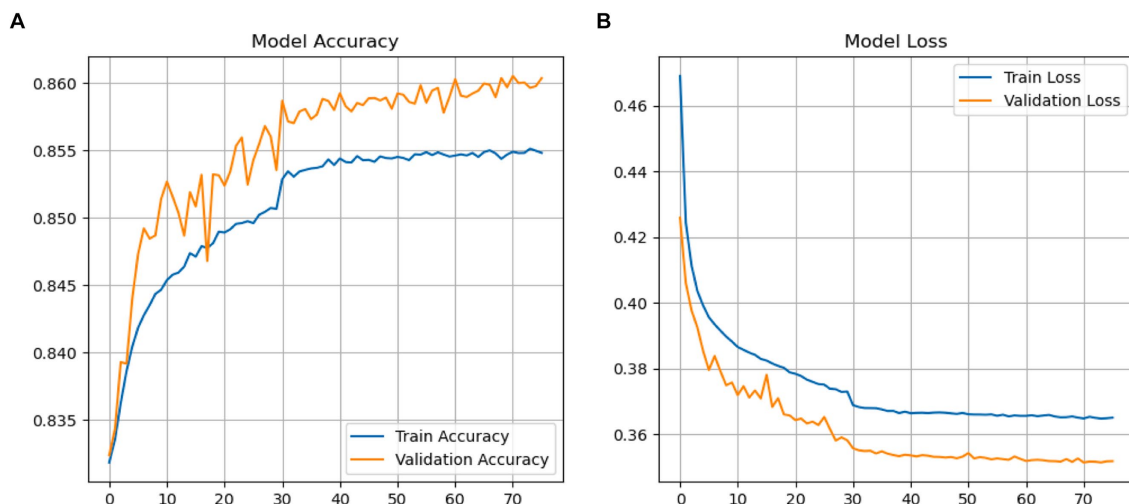 A
Model Accuracy
0.860
0.855
0.850
0.845
0.840
0.835
Train Accuracy
Validation Accuracy
0 10 20 30 40 50 60 70
B
Model Loss
Train Loss
Validation Loss
0.46
0.44
0.42
0.40
0.38
0.36
0 10 20 30 40 50 60 70